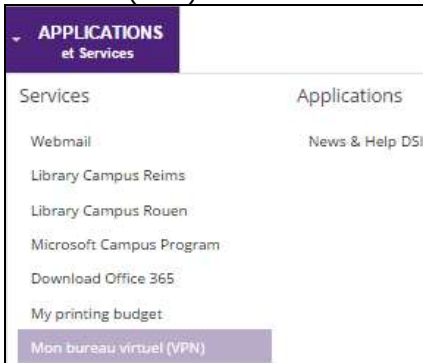 APPLICATIONS
et Services
Services
Webmail
Library Campus Reims
Library Campus Rouen
Microsoft Campus Program
Download Office 365
My printing budget
Mon bureau virtuel (VPN)
Applications
News & Help DSI